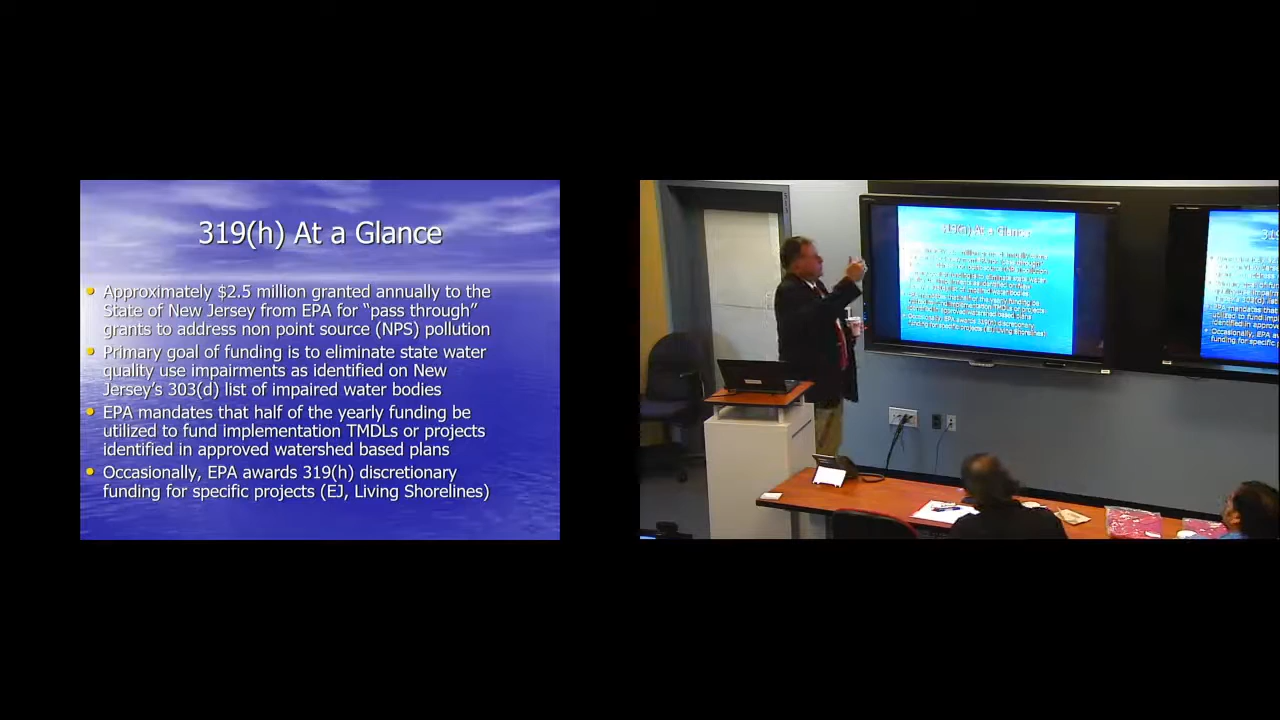 319(h) At a Glance
Approximately $2.5 million granted annually to the
State of New Jersey from EPA for “pass through”
grants to address non point source (NPS) pollution
Primary goal of funding is to eliminate state water
quality use impairments as identified on New
Jersey’s 303(d) list of impaired water bodies
EPA mandates that half of the yearly funding be
utilized to fund implementation TMDLs or projects
identified in approved watershed based plans
Occasionally, EPA awards 319(h) discretionary
funding for specific projects (EJ, Living Shorelines)
319(h) At a Glance